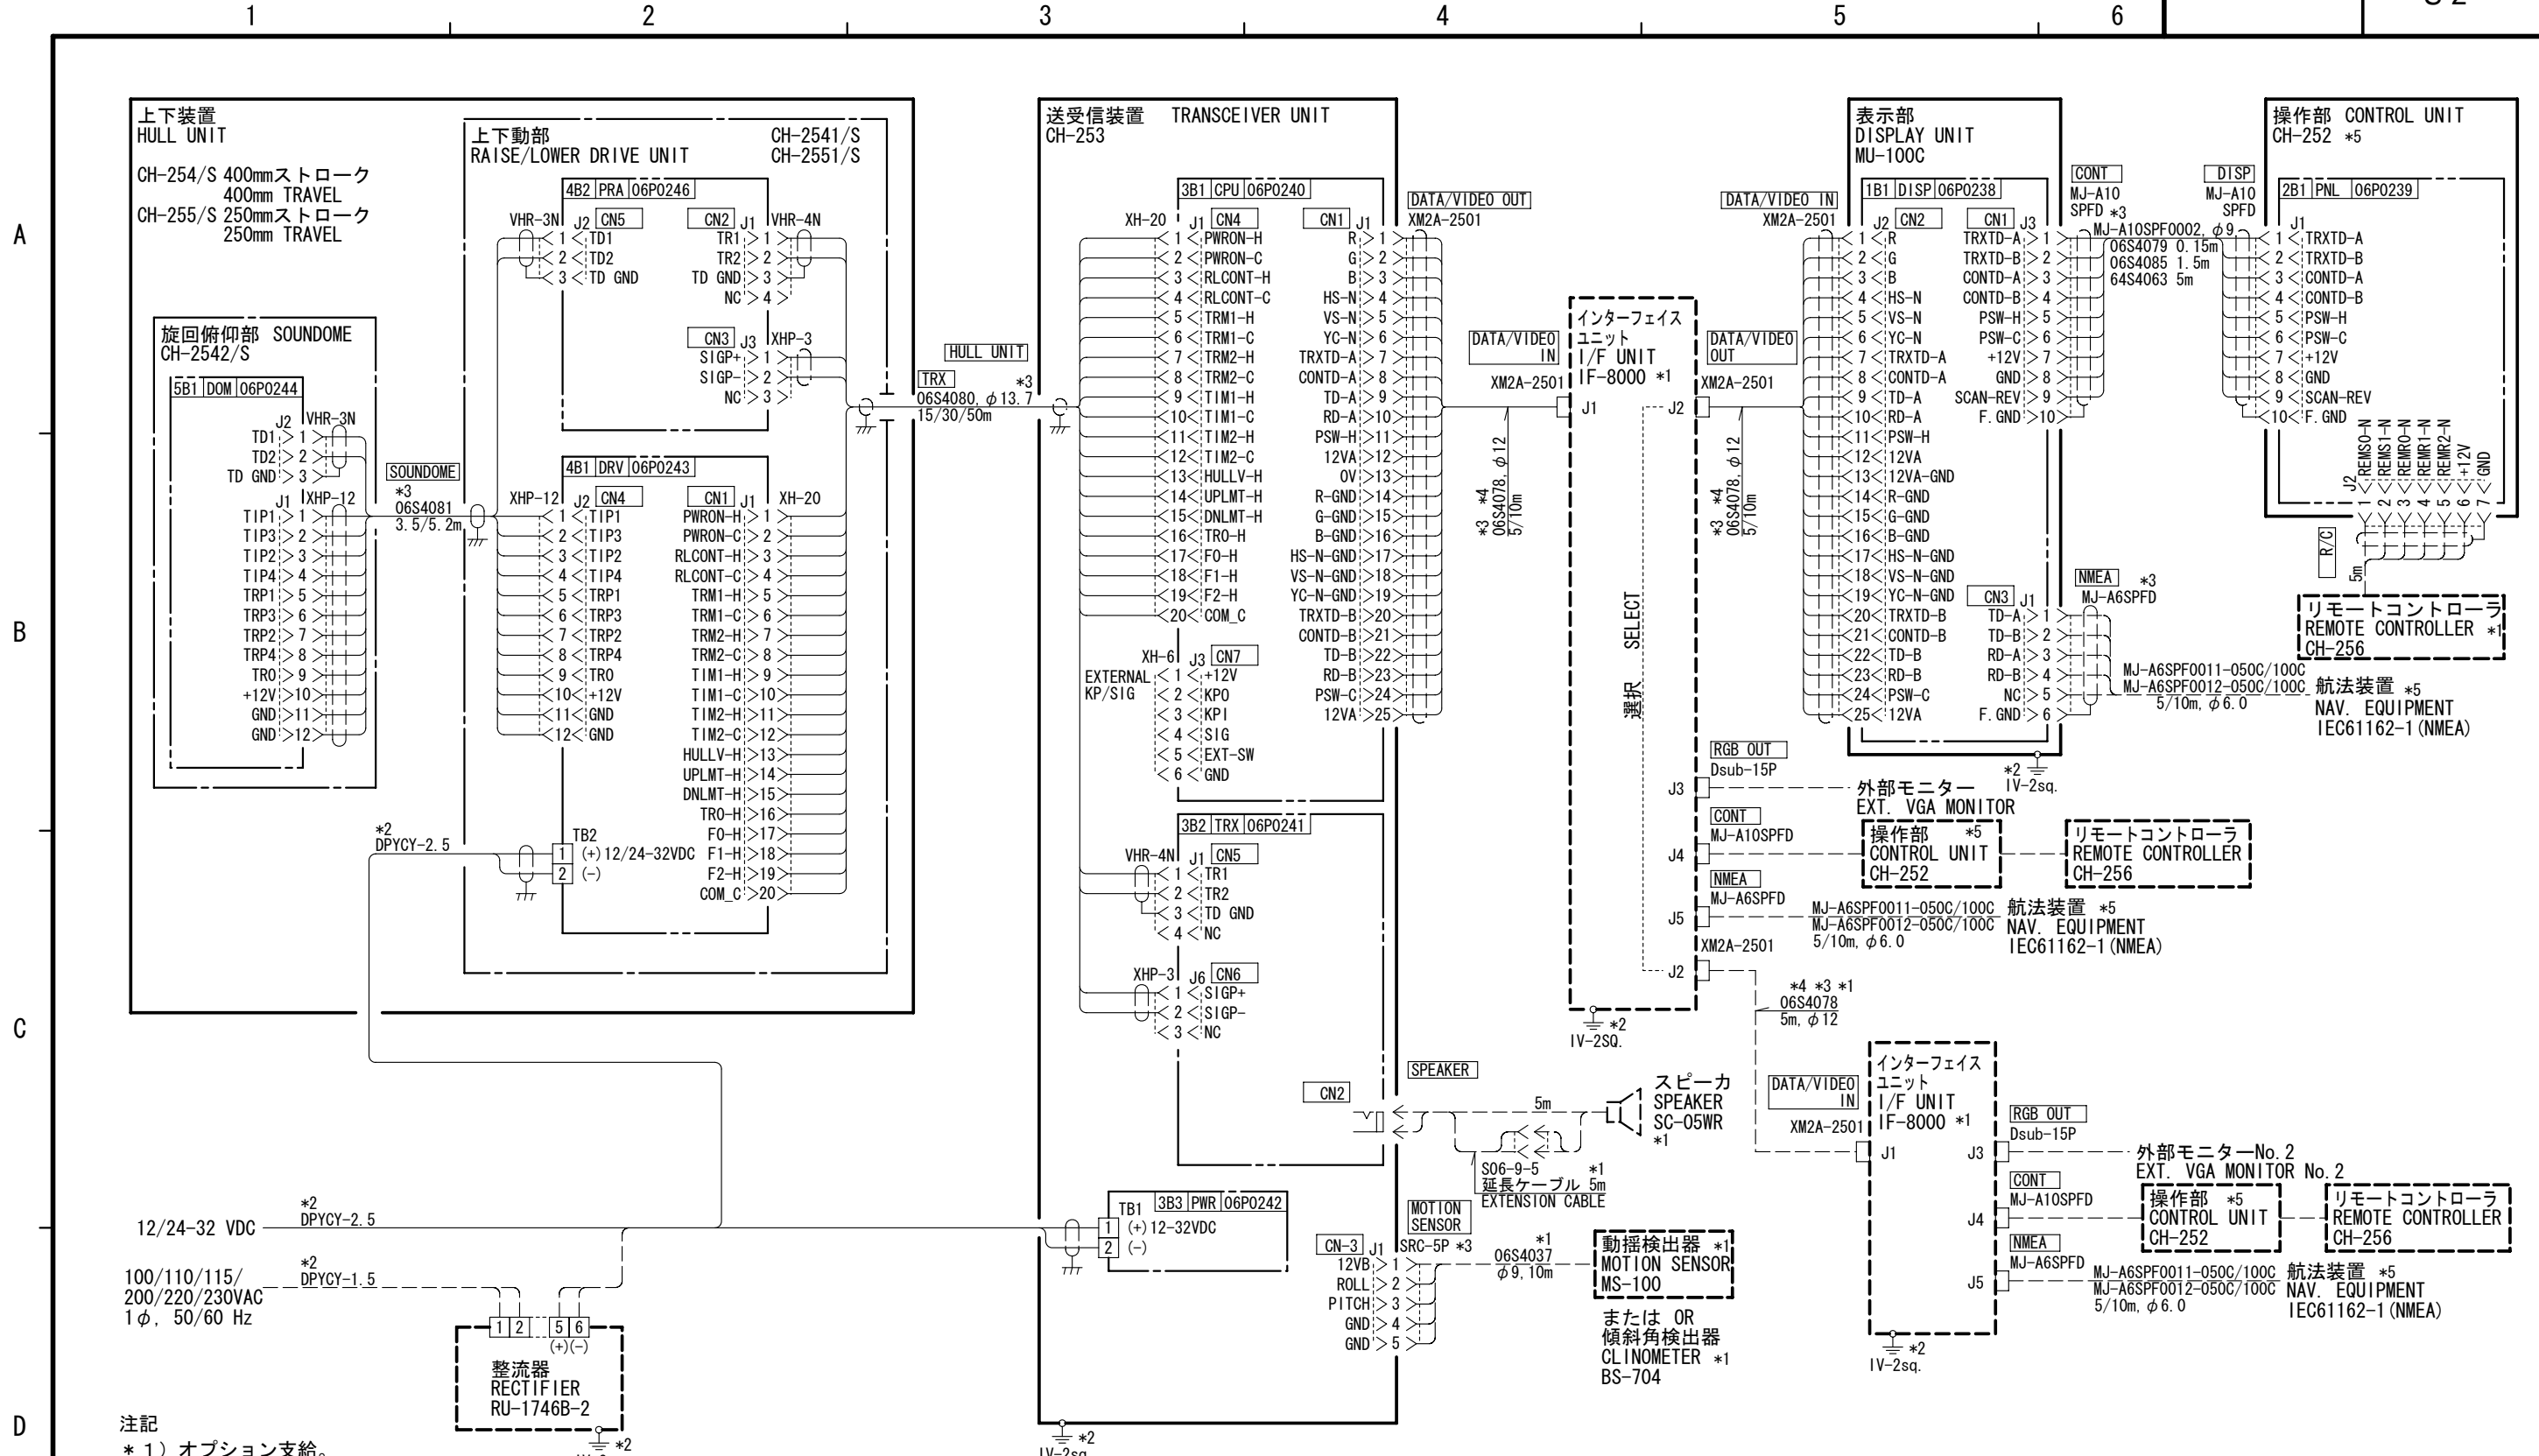 1
2
3
4
5
6
A
B
C
D
上下装置
HULL UNIT
CH-254/S 400mmストローク
400mm TRAVEL
CH-255/S 250mmストローク
250mm TRAVEL
上下動部
RAISE/LOWER DRIVE UNIT
CH-2541/S
CH-2551/S
4B2 PRA 06P0246
VHR-3N J2 CN5
1 TD1
2 TD2
3 TD GND
CN2 J1 VHR-4N
TR1 1
TR2 2
TD GND 3
NC 4
CN3 J3 XHP-3
SIGP+ 1
SIGP- 2
NC 3
旋回俯仰部 SOUNDOME
CH-2542/S
5B1 DOM 06P0244
J2 VHR-3N
TD1 1
TD2 2
TD GND 3
J1 XHP-12
TIP1 1
TIP3 2
TIP2 3
TIP4 4
TRP1 5
TRP3 6
TRP2 7
TRP4 8
TRO 9
+12V 10
GND 11
GND 12
SOUNDOME
*3
06S4081
3.5/5.2m
4B1 DRV 06P0243
XHP-12 J2 CN4
1 TIP1
2 TIP3
3 TIP2
4 TIP4
5 TRP1
6 TRP3
7 TRP2
8 TRP4
9 TRO
10 +12V
11 GND
12 GND
CN1 J1 XH-20
PWRON-H 1
PWRON-C 2
RLCONT-H 3
RLCONT-C 4
TRM1-H 5
TRM1-C 6
TRM2-H 7
TRM2-C 8
TIM1-H 9
TIM1-C 10
TIM2-H 11
TIM2-C 12
HULLV-H 13
UPLMT-H 14
DNLMT-H 15
TRO-H 16
F0-H 17
F1-H 18
F2-H 19
COM_C 20
*2
DPYCY-2.5
TB2
1 (+) 12/24-32VDC
2 (-)
HULL UNIT
TRX *3
06S4080, φ13.7
15/30/50m
12/24-32 VDC
*2
DPYCY-2.5
100/110/115/
200/220/230VAC
1φ, 50/60 Hz
*2
DPYCY-1.5
1 2 5 6
(+)(-)
整流器
RECTIFIER
RU-1746B-2
*2
注記
*1) オプション支給。
送受信装置 TRANSCEIVER UNIT
CH-253
3B1 CPU 06P0240
XH-20 J1 CN4
1 PWRON-H
2 PWRON-C
3 RLCONT-H
4 RLCONT-C
5 TRM1-H
6 TRM1-C
7 TRM2-H
8 TRM2-C
9 TIM1-H
10 TIM1-C
11 TIM2-H
12 TIM2-C
13 HULLV-H
14 UPLMT-H
15 DNLMT-H
16 TRO-H
17 F0-H
18 F1-H
19 F2-H
20 COM_C
XH-6 J3 CN7
EXTERNAL
KP/SIG
1 +12V
2 KPO
3 KPI
4 SIG
5 EXT-SW
6 GND
DATA/VIDEO OUT
CN1 J1 XM2A-2501
R 1
G 2
B 3
HS-N 4
VS-N 5
YC-N 6
TRXTD-A 7
CONTD-A 8
TD-A 9
RD-A 10
PSW-H 11
12VA 12
0V 13
R-GND 14
G-GND 15
B-GND 16
HS-N-GND 17
VS-N-GND 18
YC-N-GND 19
TRXTD-B 20
CONTD-B 21
TD-B 22
RD-B 23
PSW-C 24
12VA 25
3B2 TRX 06P0241
VHR-4N J1 CN5
1 TR1
2 TR2
3 TD GND
4 NC
XHP-3 J6 CN6
1 SIGP+
2 SIGP-
3 NC
CN2
SPEAKER
5m
スピーカ
SPEAKER
SC-05WR
*1
S06-9-5 *1
延長ケーブル 5m
EXTENSION CABLE
TB1 3B3 PWR 06P0242
1 (+) 12-32VDC
2 (-)
MOTION
SENSOR
CN-3 J1 SRC-5P *3
12VB 1
ROLL 2
PITCH 3
GND 4
GND 5
*1
06S4037
φ9, 10m
動揺検出器 *1
MOTION SENSOR
MS-100
または OR
傾斜角検出器
CLINOMETER *1
BS-704
*2
IV-2sq.
*3 *4
06S4078, φ12
5/10m
DATA/VIDEO
IN
XM2A-2501
インターフェイス
ユニット
I/F UNIT
IF-8000 *1
J1
J2
選択 SELECT
DATA/VIDEO
OUT
XM2A-2501
*3 *4
06S4078, φ12
5/10m
RGB OUT
Dsub-15P
J3
外部モニター
EXT. VGA MONITOR
CONT
MJ-A10SPFD
J4
操作部 *5
CONTROL UNIT
CH-252
リモートコントローラ
REMOTE CONTROLLER
CH-256
NMEA
MJ-A6SPFD
J5
MJ-A6SPF0011-050C/100C
MJ-A6SPF0012-050C/100C
5/10m, φ6.0
航法装置 *5
NAV. EQUIPMENT
IEC61162-1(NMEA)
XM2A-2501
J2
*2
IV-2SQ.
*4 *3 *1
06S4078
5m, φ12
表示部
DISPLAY UNIT
MU-100C
1B1 DISP 06P0238
DATA/VIDEO IN
XM2A-2501 J2 CN2
1 R
2 G
3 B
4 HS-N
5 VS-N
6 YC-N
7 TRXTD-A
8 CONTD-A
9 TD-A
10 RD-A
11 PSW-H
12 12VA
13 12VA-GND
14 R-GND
15 G-GND
16 B-GND
17 HS-N-GND
18 VS-N-GND
19 YC-N-GND
20 TRXTD-B
21 CONTD-B
22 TD-B
23 RD-B
24 PSW-C
25 12VA
CONT
MJ-A10
SPFD *3
CN1 J3
TRXTD-A 1
TRXTD-B 2
CONTD-A 3
CONTD-B 4
PSW-H 5
PSW-C 6
+12V 7
GND 8
SCAN-REV 9
F.GND 10
MJ-A10SPF0002, φ9
06S4079 0.15m
06S4085 1.5m
64S4063 5m
NMEA *3
MJ-A6SPFD
CN3 J1
TD-A 1
TD-B 2
RD-A 3
RD-B 4
NC 5
F.GND 6
MJ-A6SPF0011-050C/100C
MJ-A6SPF0012-050C/100C
5/10m, φ6.0
航法装置 *5
NAV. EQUIPMENT
IEC61162-1(NMEA)
*2
IV-2sq.
操作部 CONTROL UNIT
CH-252 *5
DISP
MJ-A10
SPFD
2B1 PNL 06P0239
J1
1 TRXTD-A
2 TRXTD-B
3 CONTD-A
4 CONTD-B
5 PSW-H
6 PSW-C
7 +12V
8 GND
9 SCAN-REV
10 F.GND
J2
1 REMS0-N
2 REMS1-N
3 REMR0-N
4 REMR1-N
5 REMR2-N
6 +12V
7 GND
R/C
5m
リモートコントローラ
REMOTE CONTROLLER *1
CH-256
DATA/VIDEO
IN
XM2A-2501
インターフェイス
ユニット
I/F UNIT
IF-8000 *1
J1
RGB OUT
Dsub-15P
J3
外部モニターNo.2
EXT. VGA MONITOR No.2
CONT
MJ-A10SPFD
J4
操作部 *5
CONTROL UNIT
CH-252
リモートコントローラ
REMOTE CONTROLLER
CH-256
NMEA
MJ-A6SPFD
J5
MJ-A6SPF0011-050C/100C
MJ-A6SPF0012-050C/100C
5/10m, φ6.0
航法装置 *5
NAV. EQUIPMENT
IEC61162-1(NMEA)
*2
IV-2sq.